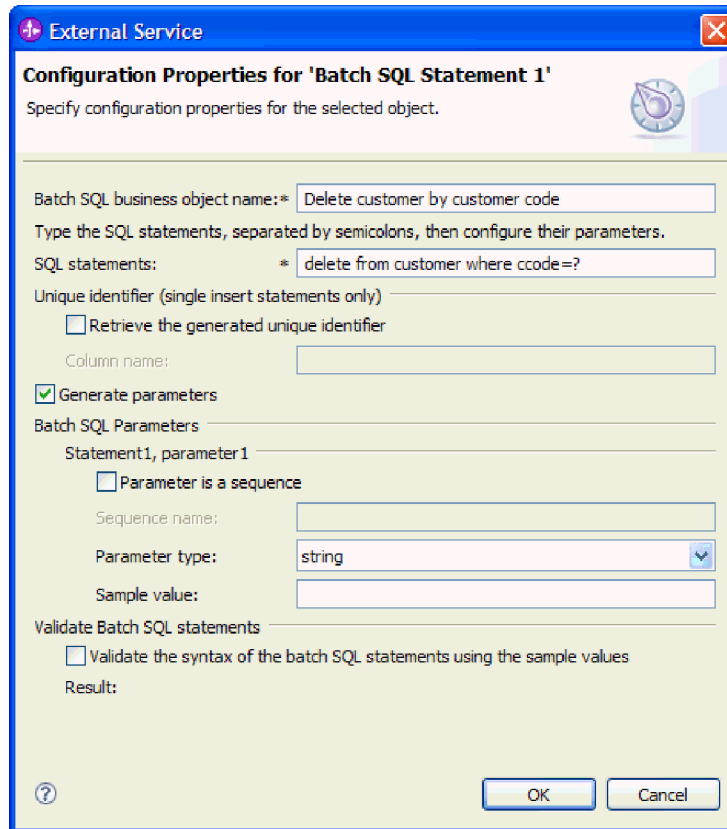 External Service
Configuration Properties for 'Batch SQL Statement 1'
Specify configuration properties for the selected object.
Batch SQL business object name:* Delete customer by customer code
Type the SQL statements, separated by semicolons, then configure their parameters.
SQL statements: * delete from customer where ccode=?
Unique identifier (single insert statements only)
Retrieve the generated unique identifier
Column name:
Generate parameters
Batch SQL Parameters
Statement1, parameter1
Parameter is a sequence
Sequence name:
Parameter type: string
Sample value:
Validate Batch SQL statements
Validate the syntax of the batch SQL statements using the sample values
Result:
? OK Cancel